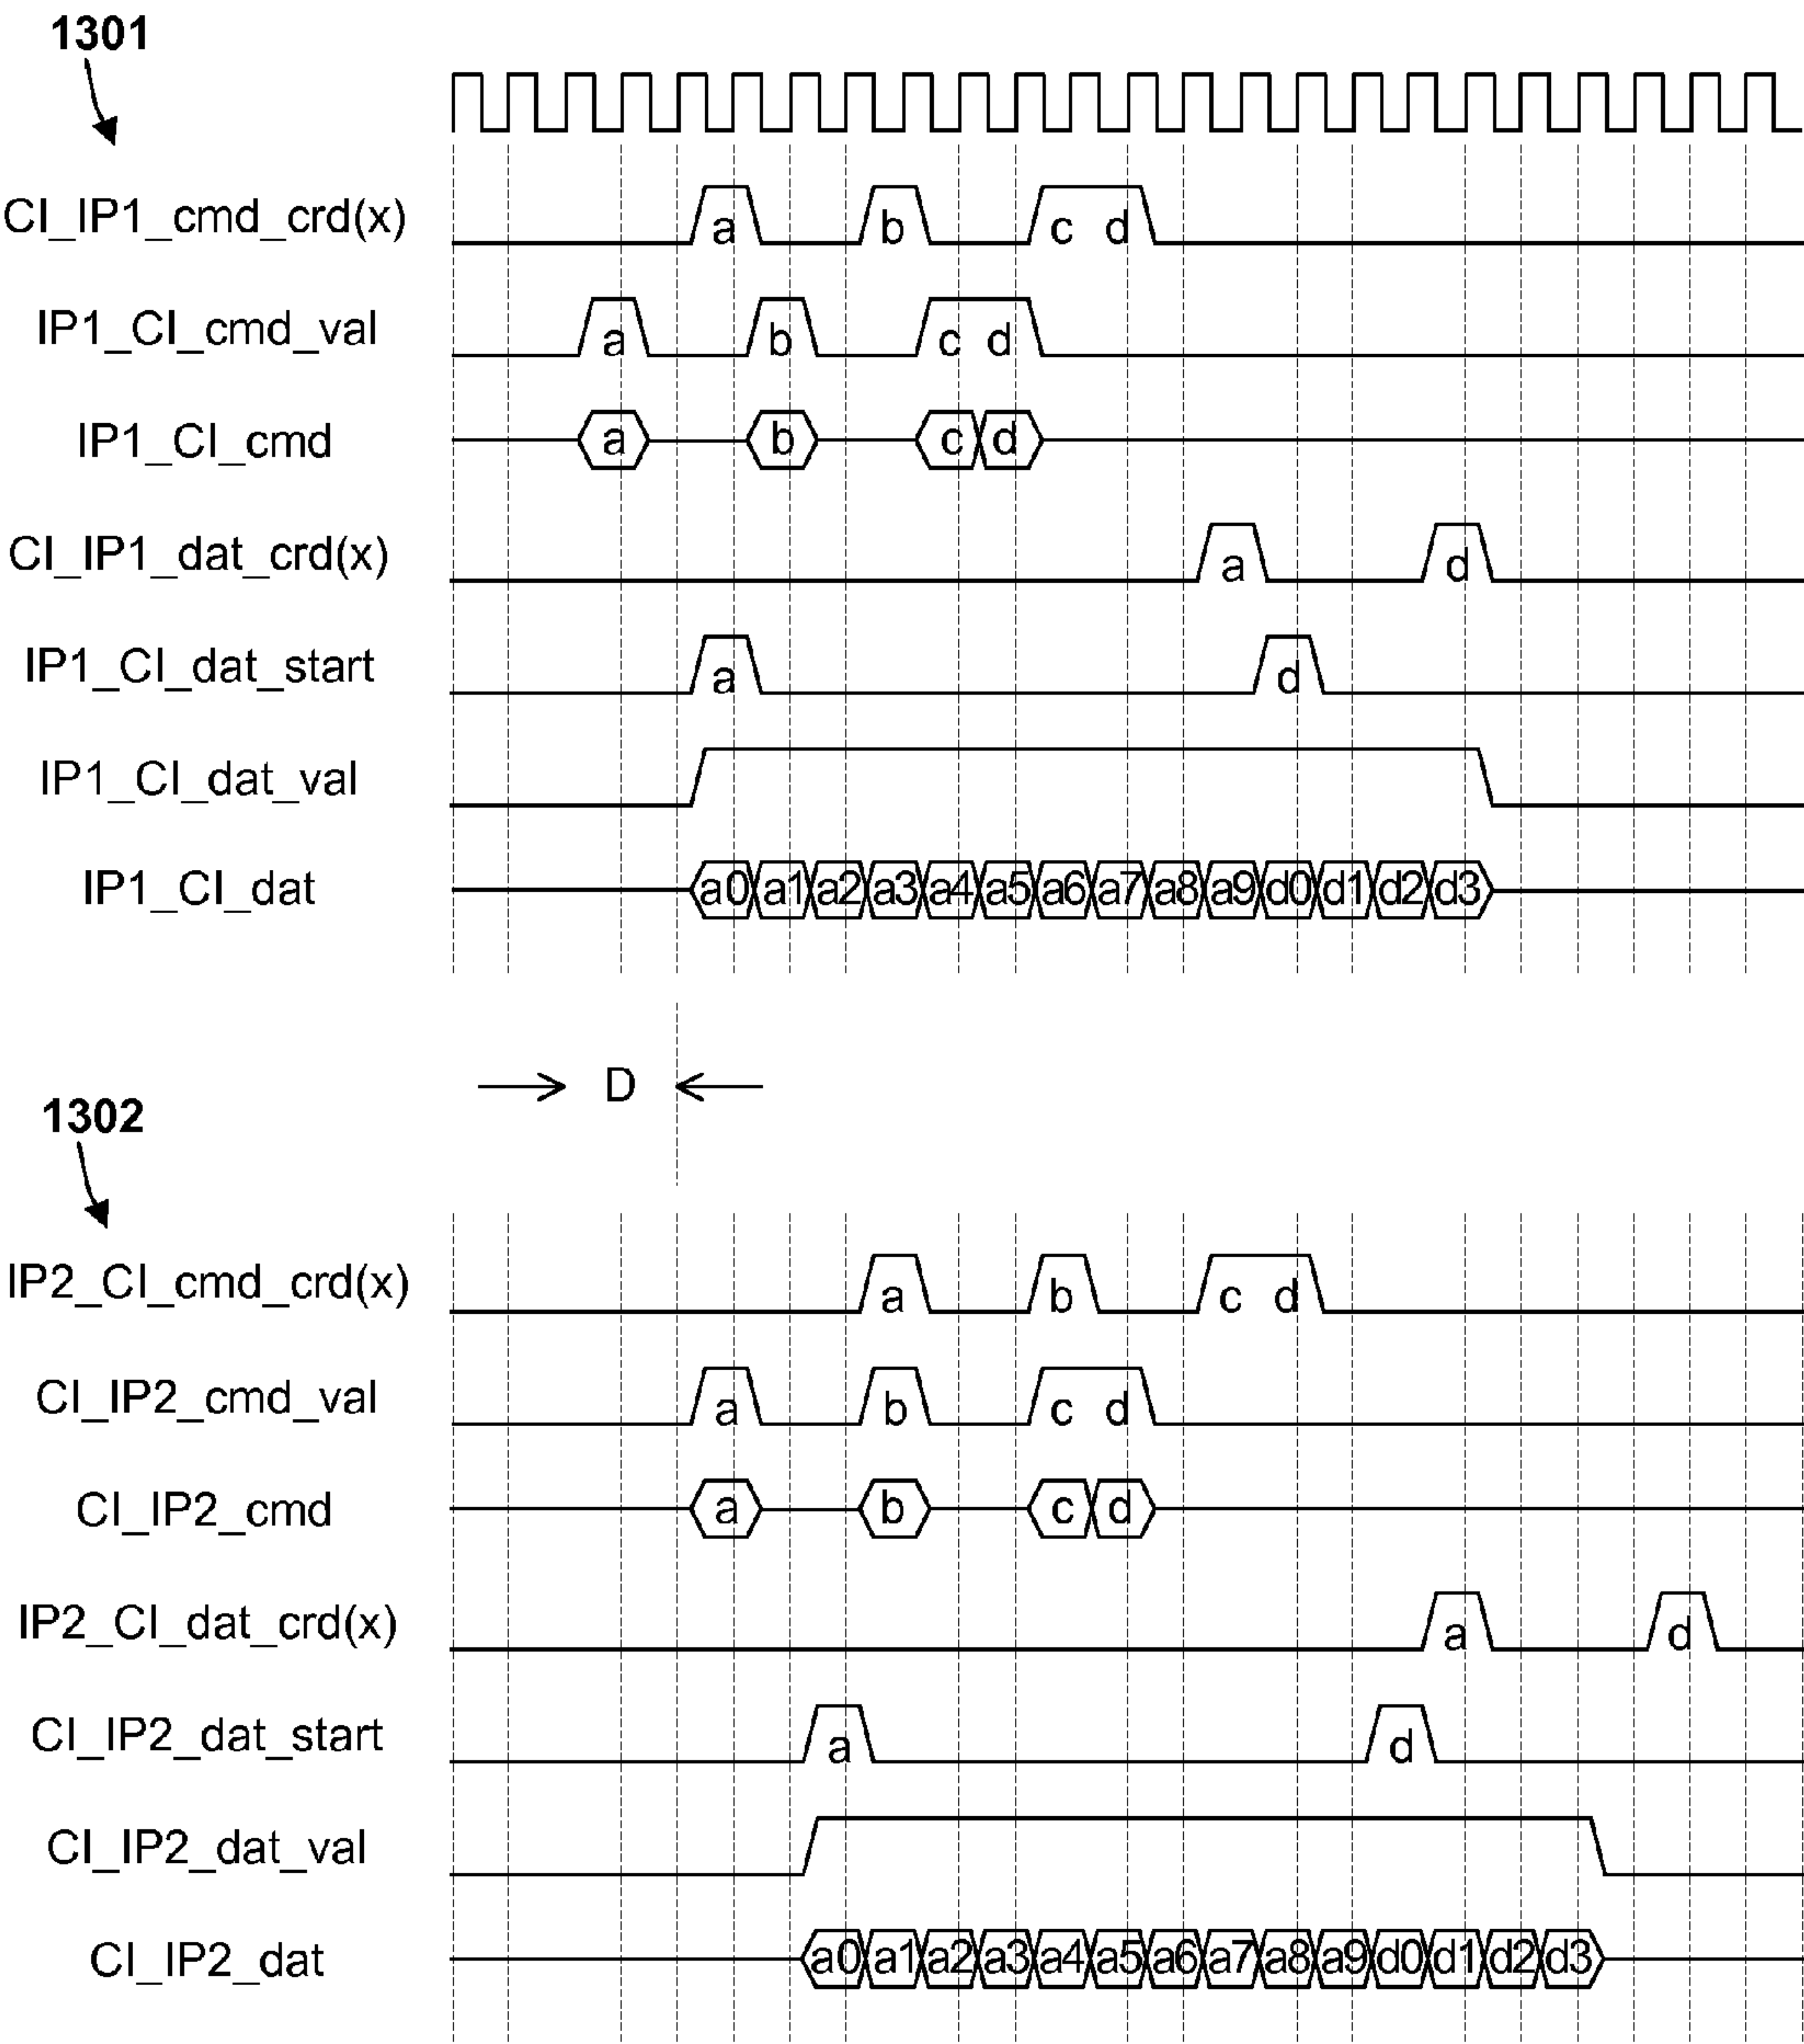 1301
CI_IP1_cmd_crd(x) a b c d
IP1_CI_cmd_val a b c d
IP1_CI_cmd a b c d
CI_IP1_dat_crd(x) a d
IP1_CI_dat_start a d
IP1_CI_dat_val
IP1_CI_dat a0 a1 a2 a3 a4 a5 a6 a7 a8 a9 d0 d1 d2 d3
D
1302
IP2_CI_cmd_crd(x) a b c d
CI_IP2_cmd_val a b c d
CI_IP2_cmd a b c d
IP2_CI_dat_crd(x) a d
CI_IP2_dat_start a d
CI_IP2_dat_val
CI_IP2_dat a0 a1 a2 a3 a4 a5 a6 a7 a8 a9 d0 d1 d2 d3